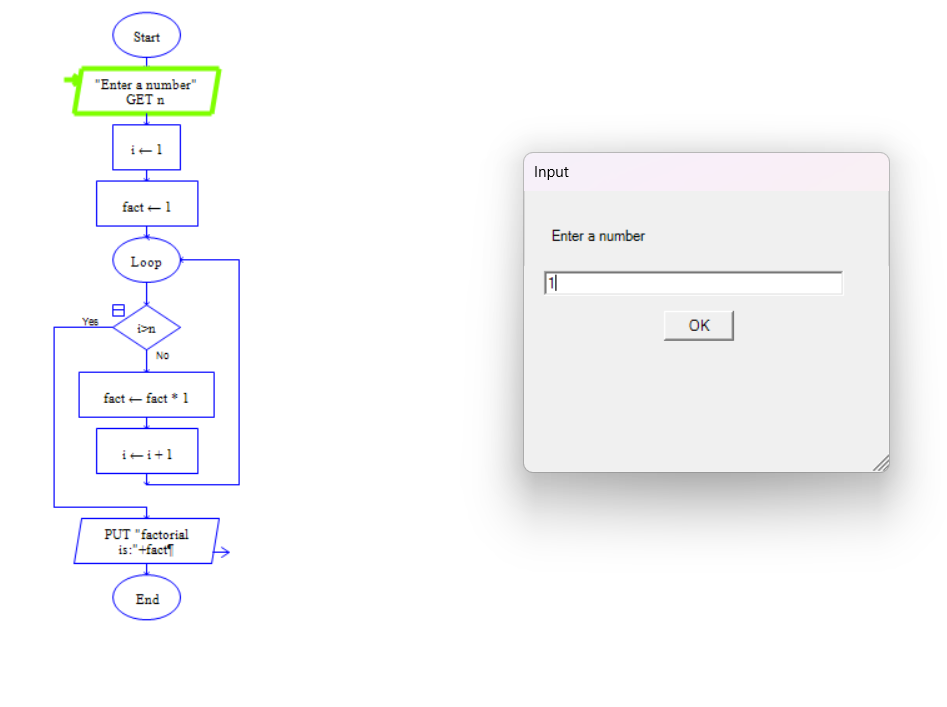 Start
"Enter a number"
GET n
i ← 1
fact ← 1
Loop
Yes
i>n
No
fact ← fact * 1
i ← i + 1
PUT "factorial
is:"+fact¶
End
Input
Enter a number
1
OK